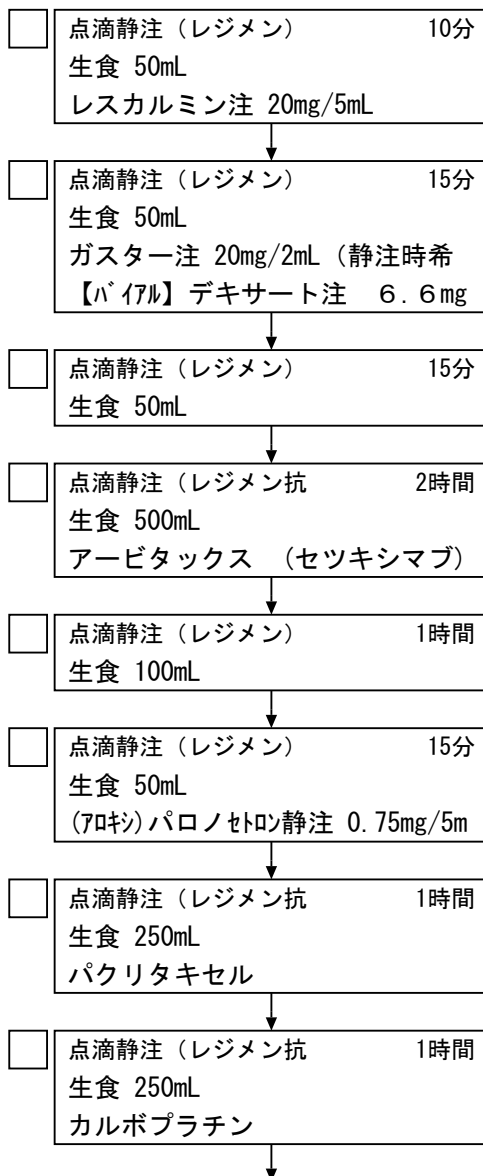 点滴静注（レジメン） 10分
生食 50mL
レスカルミン注 20mg/5mL
点滴静注（レジメン） 15分
生食 50mL
ガスター注 20mg/2mL（静注時希
【ﾊﾞｲｱﾙ】デキサート注　６.６mg
点滴静注（レジメン） 15分
生食 50mL
点滴静注（レジメン抗 2時間
生食 500mL
アービタックス　（セツキシマブ）
点滴静注（レジメン） 1時間
生食 100mL
点滴静注（レジメン） 15分
生食 50mL
(ｱﾛｷｼ)パロノｾﾄﾛﾝ静注 0.75mg/5m
点滴静注（レジメン抗 1時間
生食 250mL
パクリタキセル
点滴静注（レジメン抗 1時間
生食 250mL
カルボプラチン